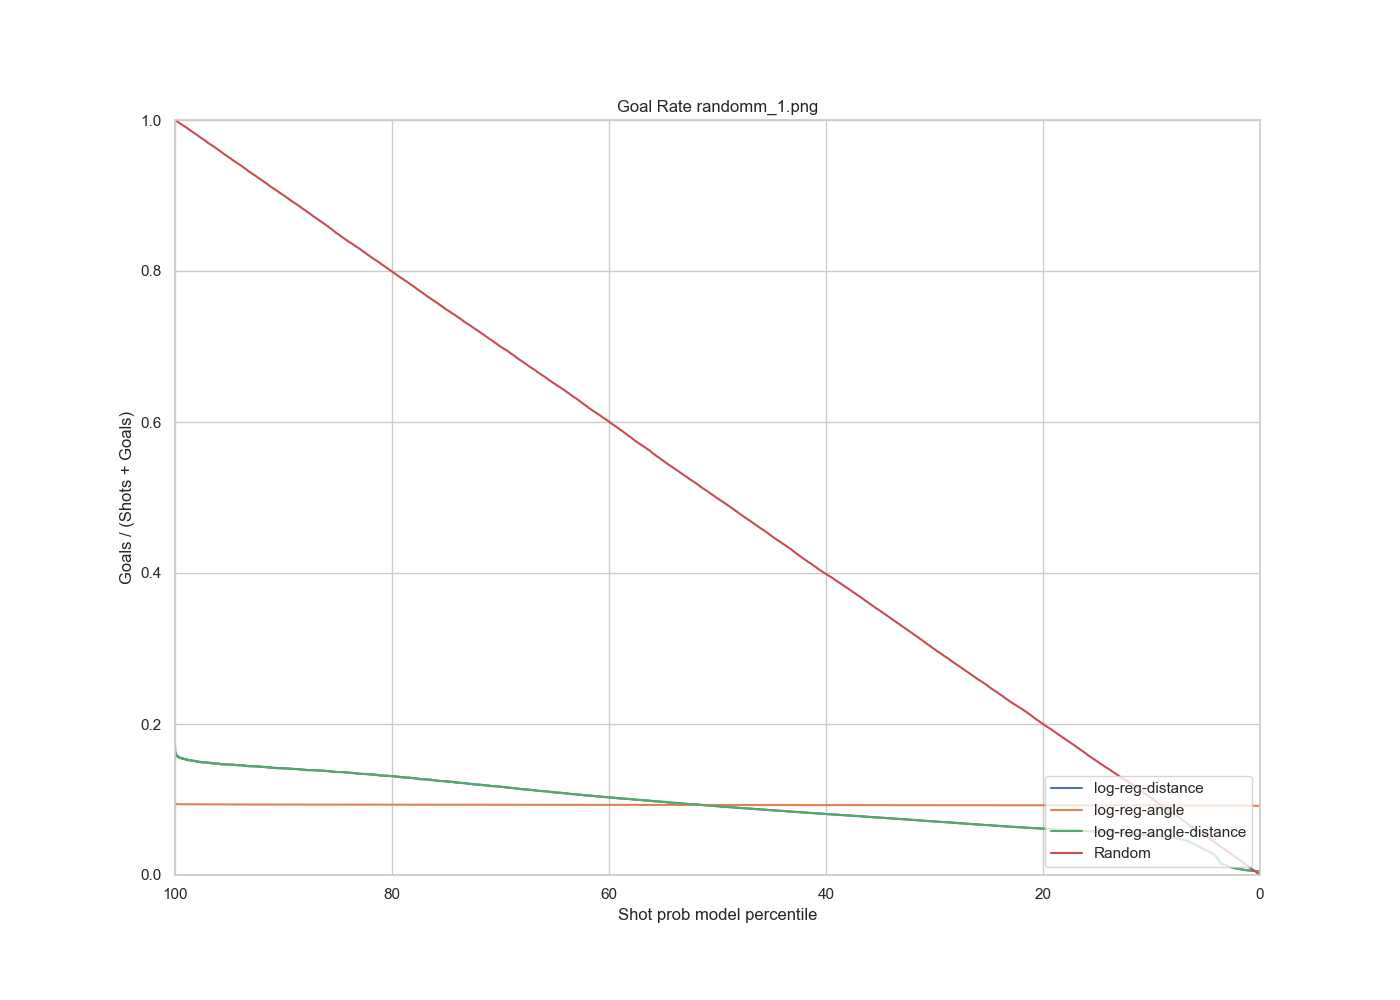 Goal Rate randomm_1.png
1.0
0.8
0.6
0.4
0.2
0.0
Goals / (Shots + Goals)
100
80
60
40
20
0
Shot prob model percentile
log-reg-distance
log-reg-angle
log-reg-angle-distance
Random